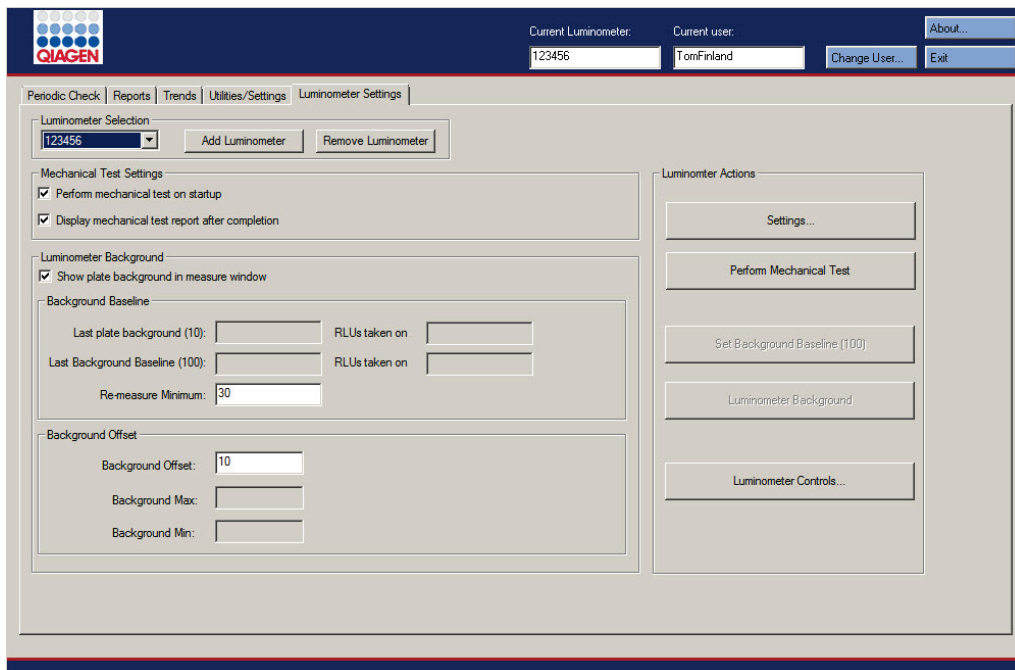 QIAGEN
Current Luminometer:
Current user:
About...
123456
TomFinland
Change User...
Exit
Periodic Check
Reports
Trends
Utilities/Settings
Luminometer Settings
Luminometer Selection
123456
Add Luminometer
Remove Luminometer
Mechanical Test Settings
Perform mechanical test on startup
Display mechanical test report after completion
Luminometer Background
Show plate background in measure window
Background Baseline
Last plate background (10):
RLUs taken on
Last Background Baseline (100):
RLUs taken on
Re-measure Minimum:
30
Background Offset
Background Offset:
10
Background Max:
Background Min:
Luminomter Actions
Settings...
Perform Mechanical Test
Set Background Baseline (100)
Luminometer Background
Luminometer Controls...